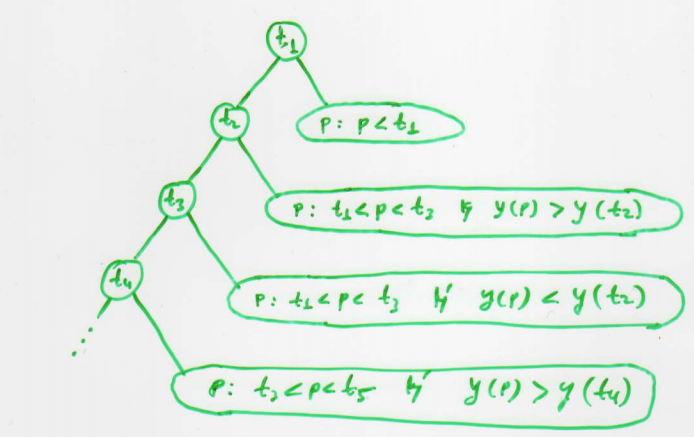 t₁
t₂
p: p < t₁
t₃
p: t₁ < p < t₃ y(p) > y(t₂)
t₄
p: t₁ < p < t₃ y(p) < y(t₂)
p: t₃ < p < t₅ y(p) > y(t₄)